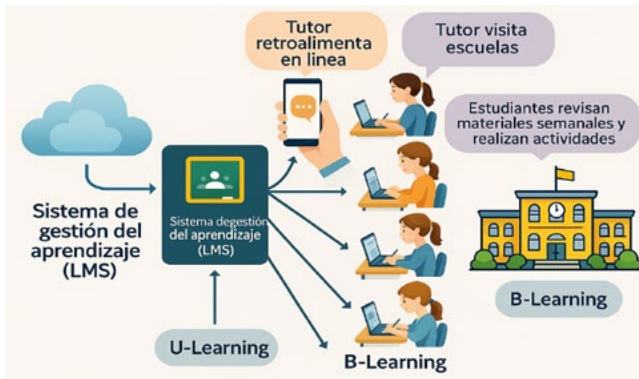 Tutor
retroalimenta
en linea
Tutor visita
escuelas
Estudiantes revisan
materiales semanales y
realizan actividades
Sistema de
gestión del
aprendizaje
(LMS)
Sistema degestión
del aprendizaje
(LMS)
U-Learning
B-Learning
B-Learning